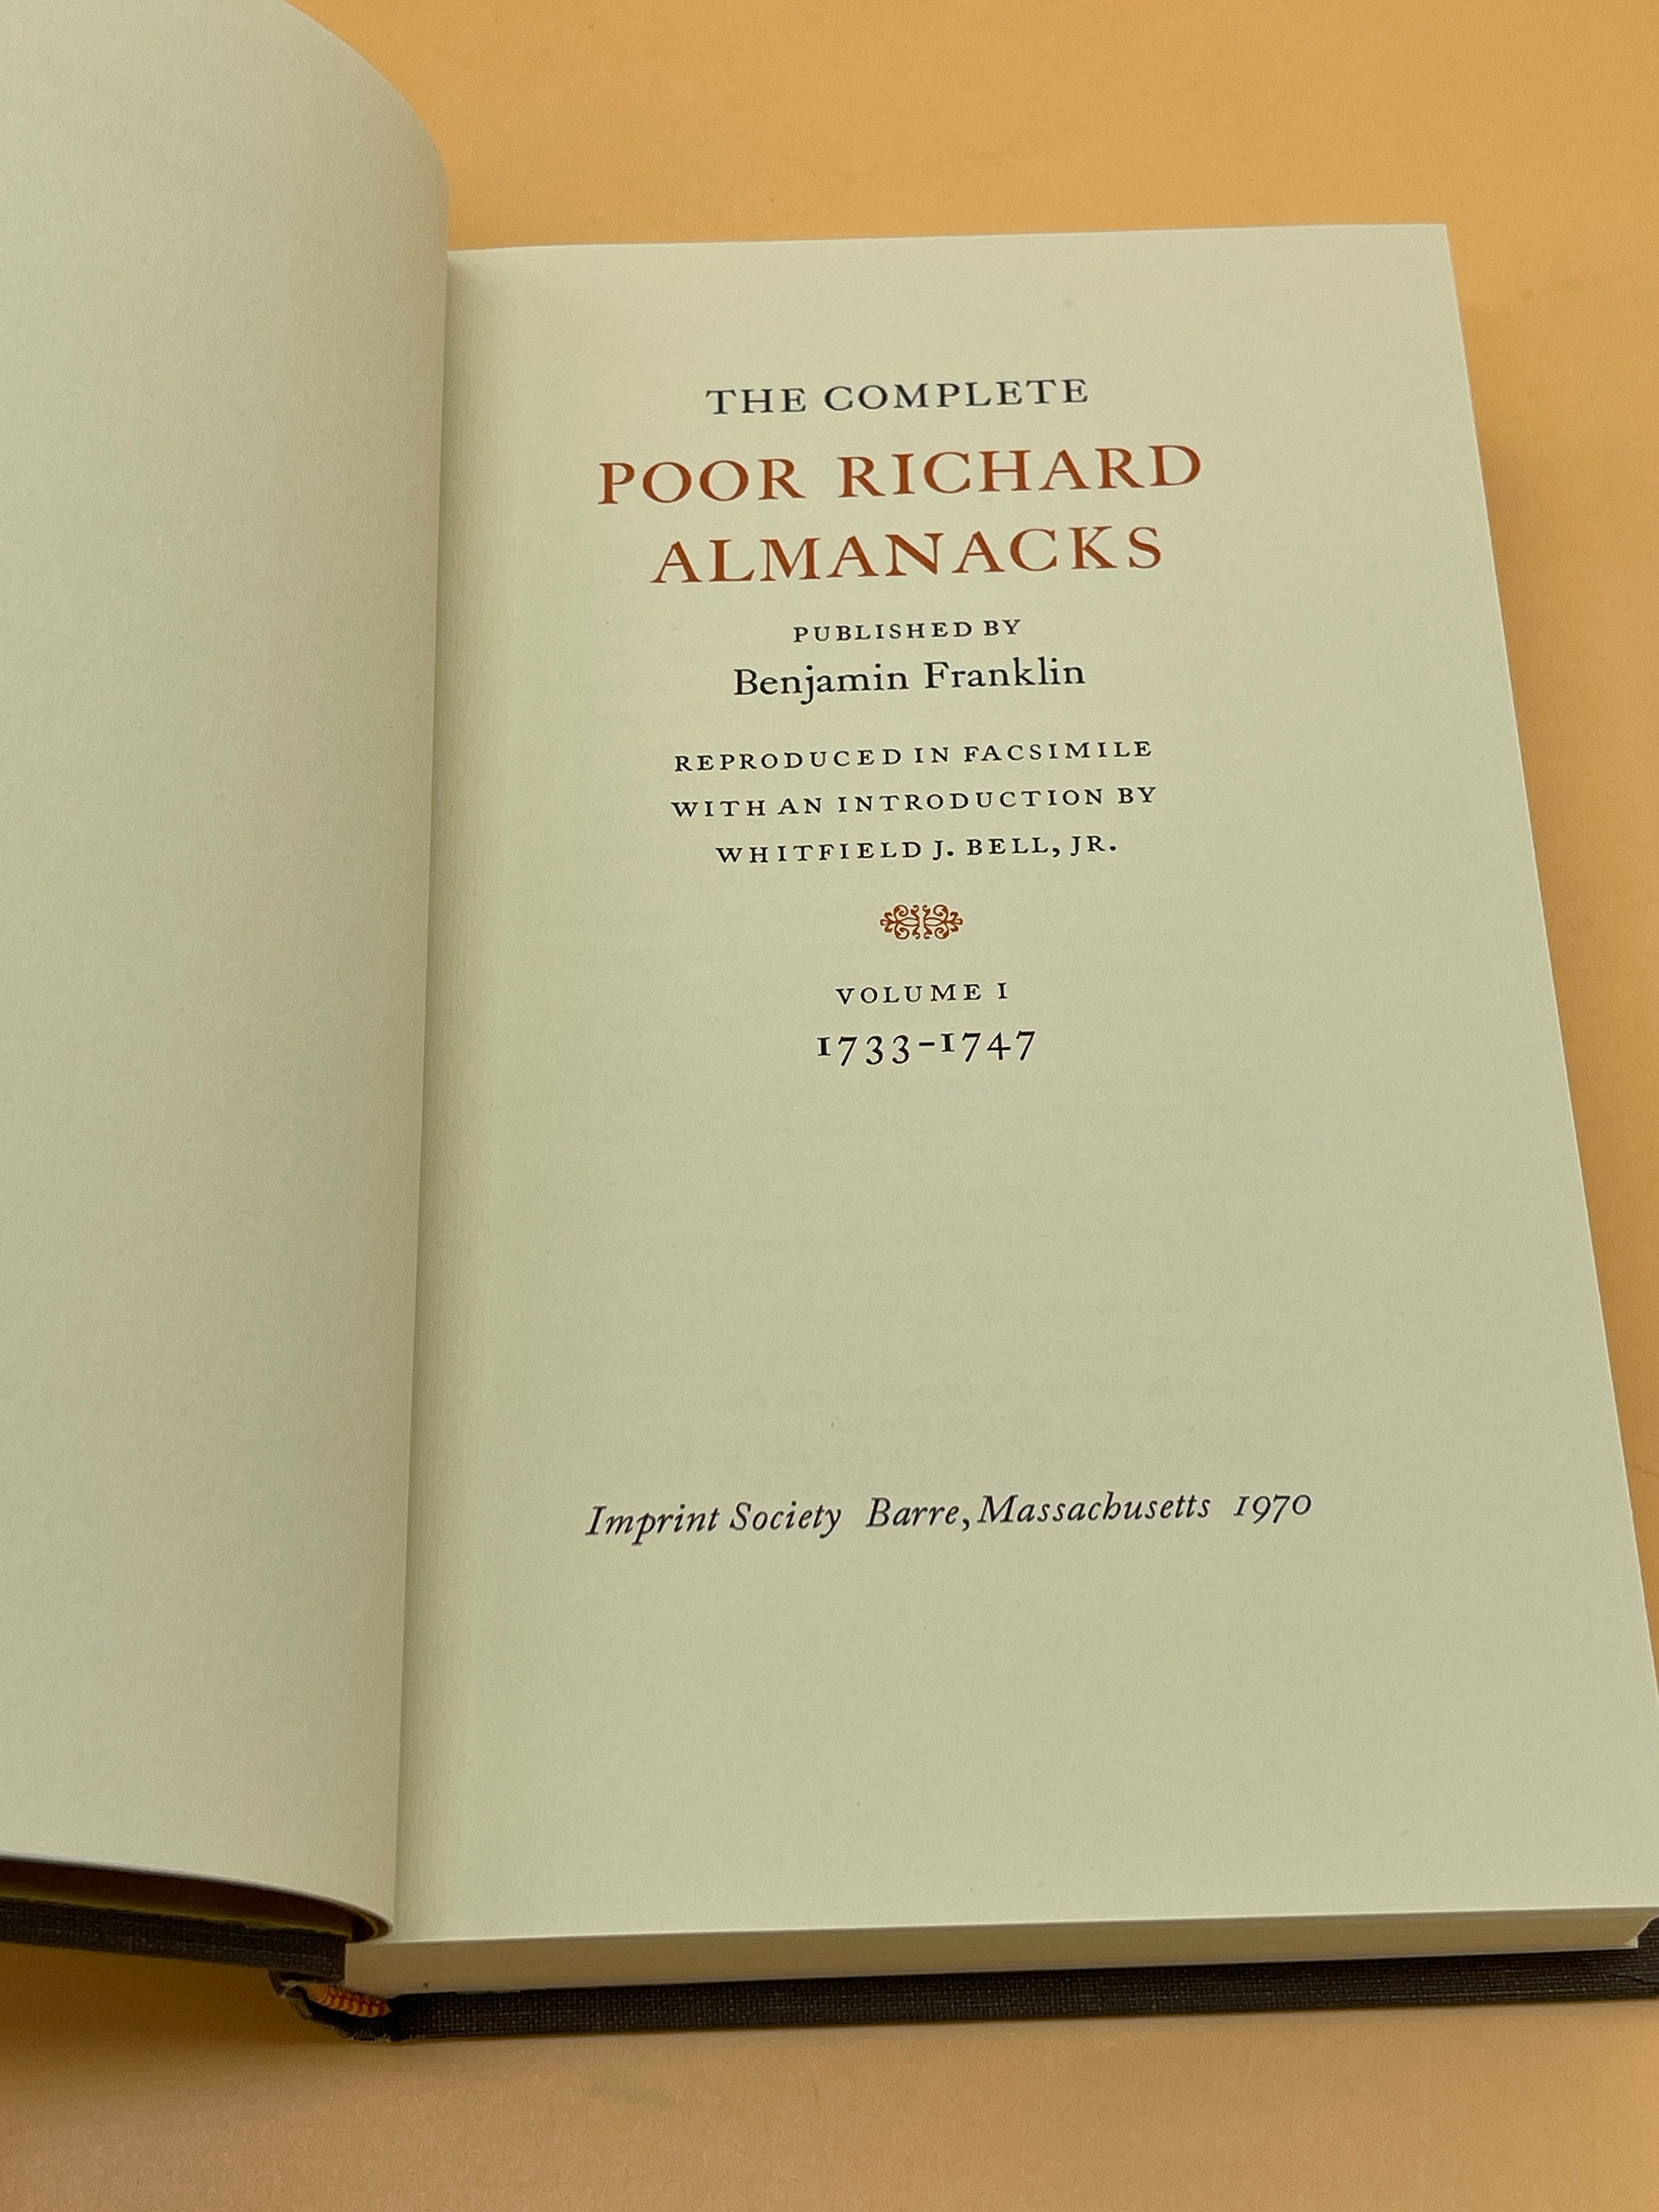 THE COMPLETE
POOR RICHARD
ALMANACKS
PUBLISHED BY
Benjamin Franklin
REPRODUCED IN FACSIMILE
WITH AN INTRODUCTION BY
WHITFIELD J. BELL, JR.
VOLUME I
1733-1747
Imprint Society Barre, Massachusetts 1970